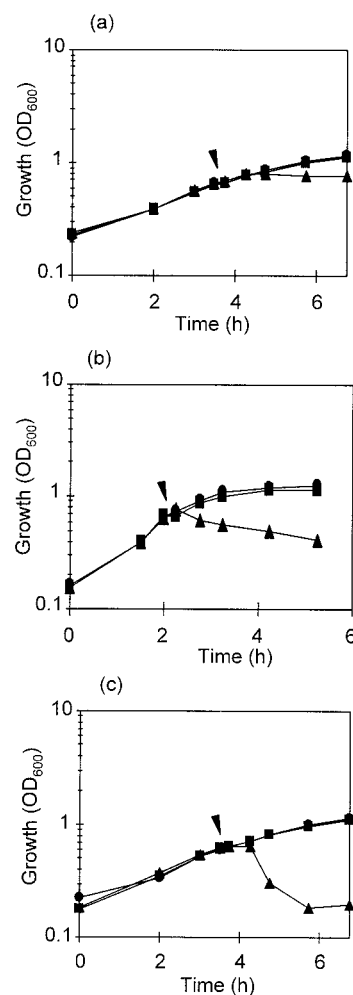 (a)
10
1
0.1
Growth (OD600)
0 2 4 6
Time (h)
(b)
10
1
0.1
Growth (OD600)
0 2 4 6
Time (h)
(c)
10
1
0.1
Growth (OD600)
0 2 4 6
Time (h)